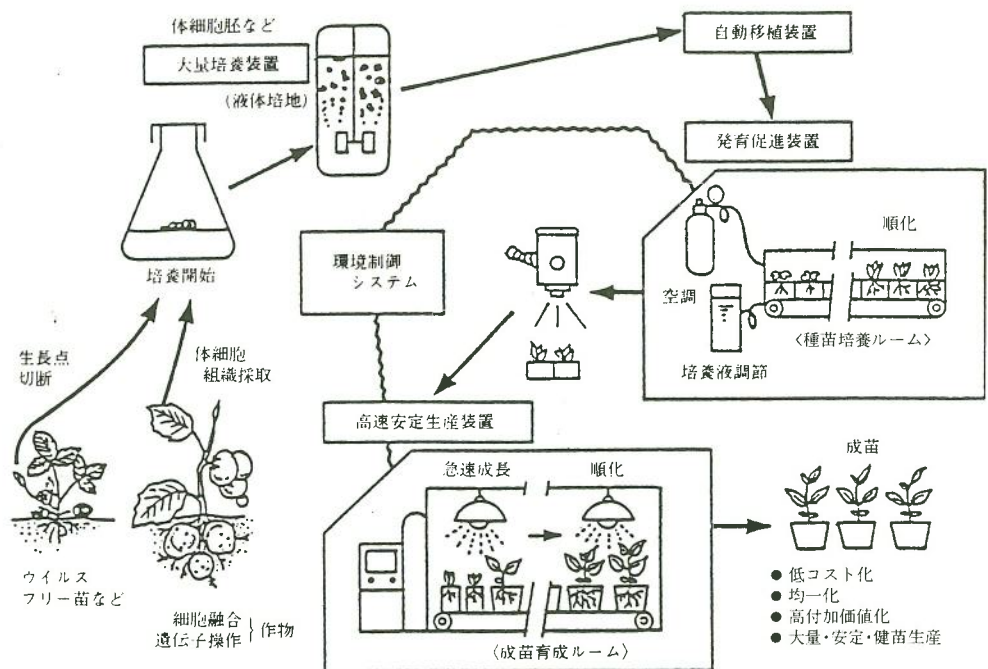 体細胞胚など
大量培養装置
(液体培地)
自動移植装置
発育促進装置
培養開始
環境制御
システム
順化
空調
〈種苗培養ルーム〉
培養液調節
生長点
切断
体細胞
組織採取
高速安定生産装置
急速成長
順化
成苗
ウイルス
フリー苗など
細胞融合
遺伝子操作
作物
〈成苗育成ルーム〉
● 低コスト化
● 均一化
● 高付加価値化
● 大量・安定・健苗生産